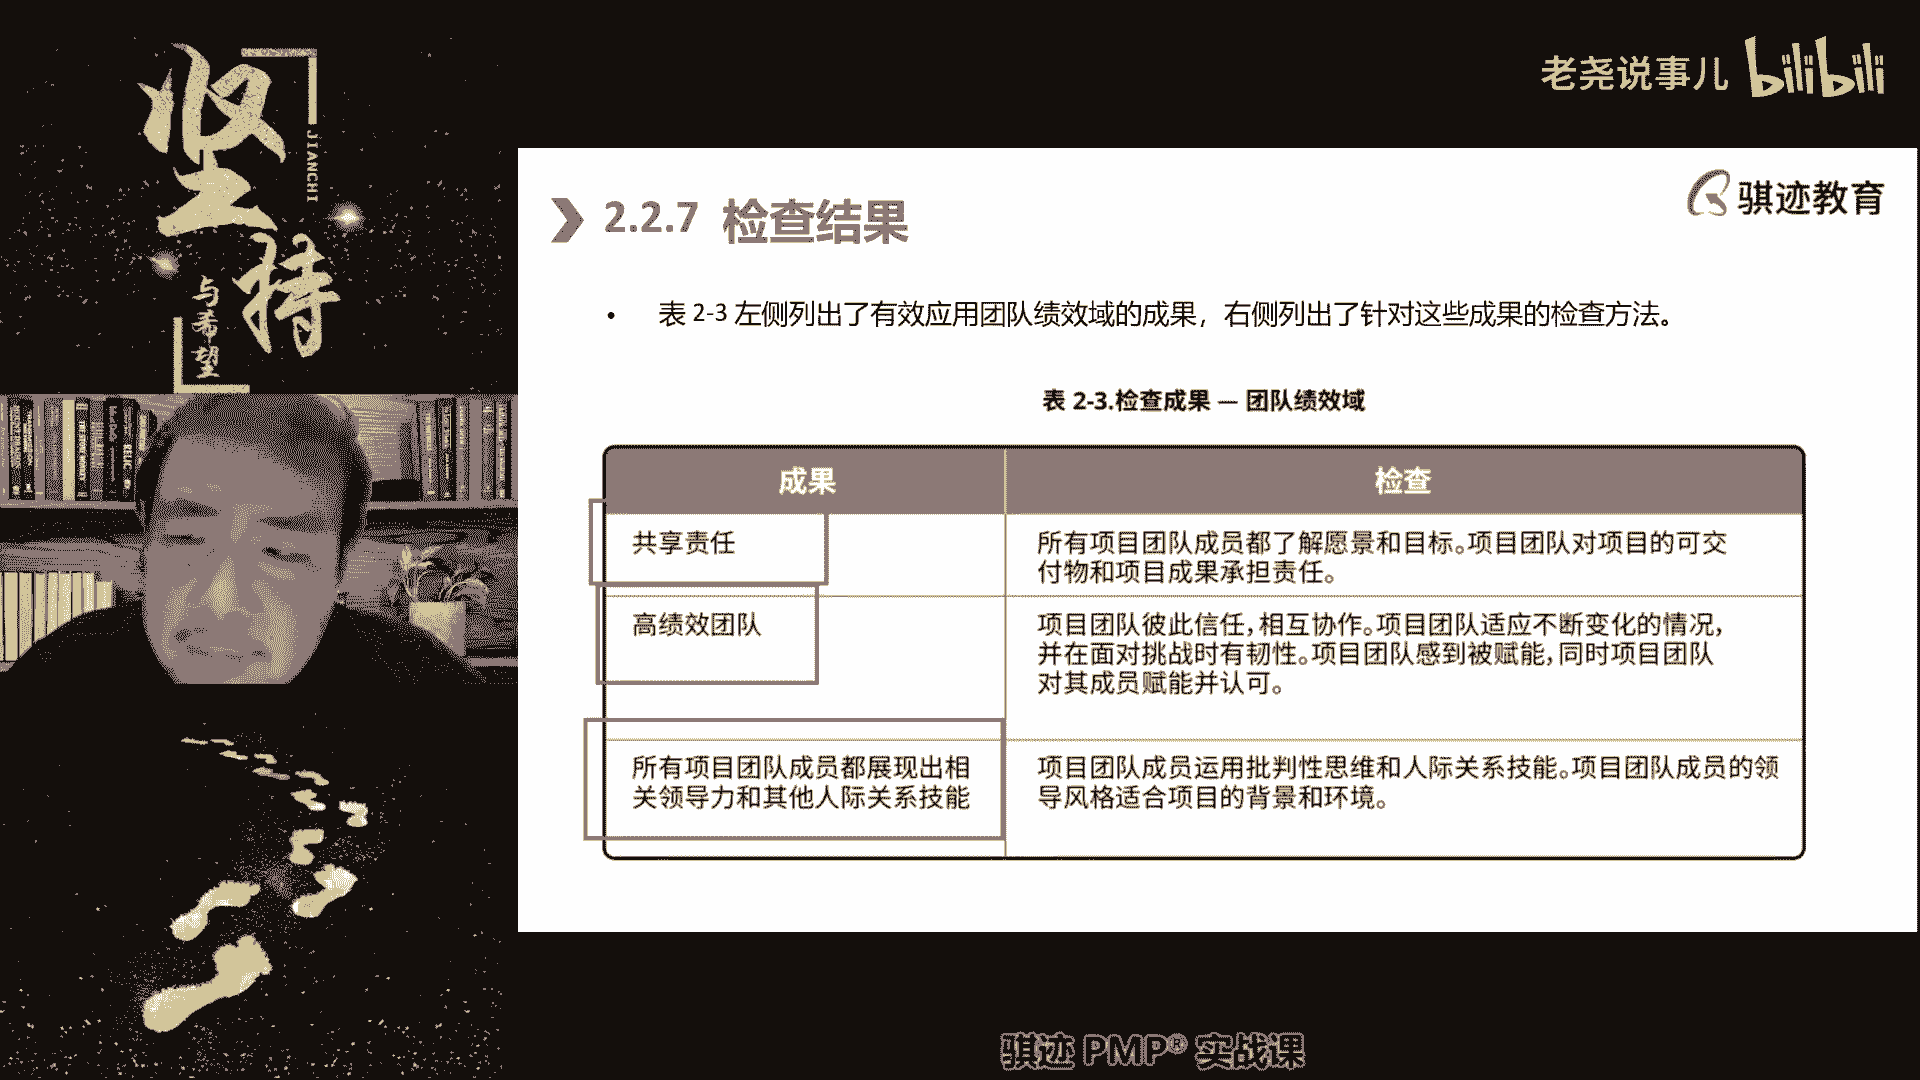 坚持
JIANCHI
与希望
老尧说事儿 bilibili
骐迹教育
2.2.7 检查结果
• 表 2-3 左侧列出了有效应用团队绩效域的成果，右侧列出了针对这些成果的检查方法。
表 2-3.检查成果 — 团队绩效域
成果 检查
共享责任
所有项目团队成员都了解愿景和目标。项目团队对项目的可交
付物和项目成果承担责任。
高绩效团队
项目团队彼此信任，相互协作。项目团队适应不断变化的情况，
并在面对挑战时有韧性。项目团队感到被赋能，同时项目团队
对其成员赋能并认可。
所有项目团队成员都展现出相
关领导力和其他人际关系技能
项目团队成员运用批判性思维和人际关系技能。项目团队成员的领
导风格适合项目的背景和环境。
骐迹 PMP® 实战课